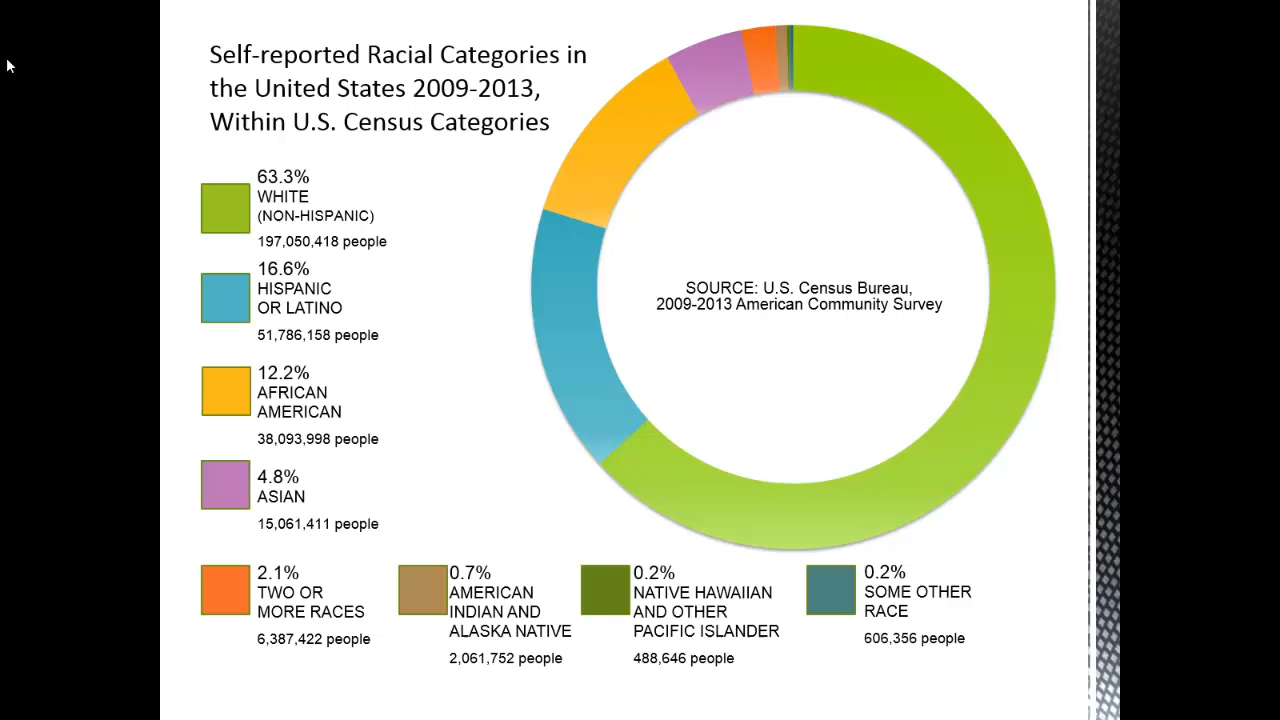 Self-reported Racial Categories in
the United States 2009-2013,
Within U.S. Census Categories
63.3%
WHITE
(NON-HISPANIC)
197,050,418 people
16.6%
HISPANIC
OR LATINO
51,786,158 people
12.2%
AFRICAN
AMERICAN
38,093,998 people
4.8%
ASIAN
15,061,411 people
2.1%
TWO OR
MORE RACES
6,387,422 people
0.7%
AMERICAN
INDIAN AND
ALASKA NATIVE
2,061,752 people
0.2%
NATIVE HAWAIIAN
AND OTHER
PACIFIC ISLANDER
488,646 people
0.2%
SOME OTHER
RACE
606,356 people
SOURCE: U.S. Census Bureau,
2009-2013 American Community Survey